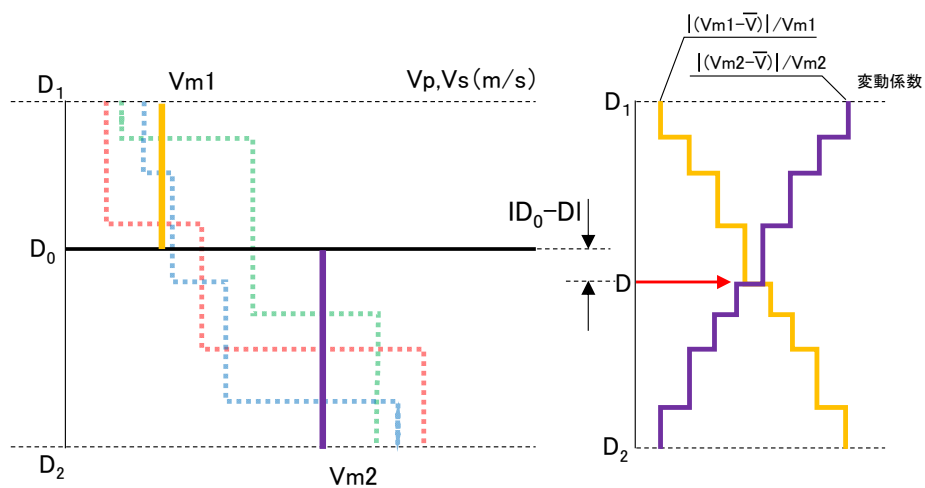 |(Vm1-V̅)|/Vm1
|(Vm2-V̅)|/Vm2
変動係数
D₁
Vm1
Vp,Vs(m/s)
D₁
|D₀-D|
D₀
D
D₂
Vm2
D₂